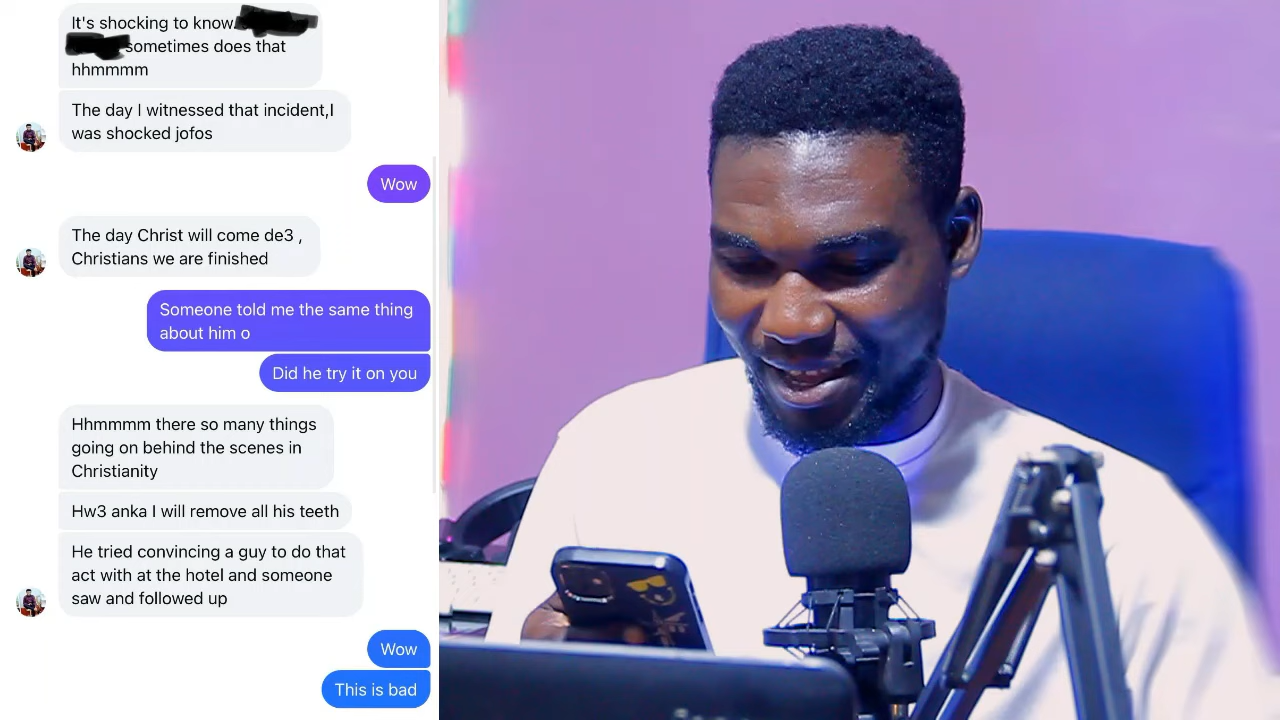 It's shocking to know
sometimes does that
hhmmmm
The day I witnessed that incident,I
was shocked jofos
Wow
The day Christ will come de3 ,
Christians we are finished
Someone told me the same thing
about him o
Did he try it on you
Hhmmmm there so many things
going on behind the scenes in
Christianity
Hw3 anka I will remove all his teeth
He tried convincing a guy to do that
act with at the hotel and someone
saw and followed up
Wow
This is bad